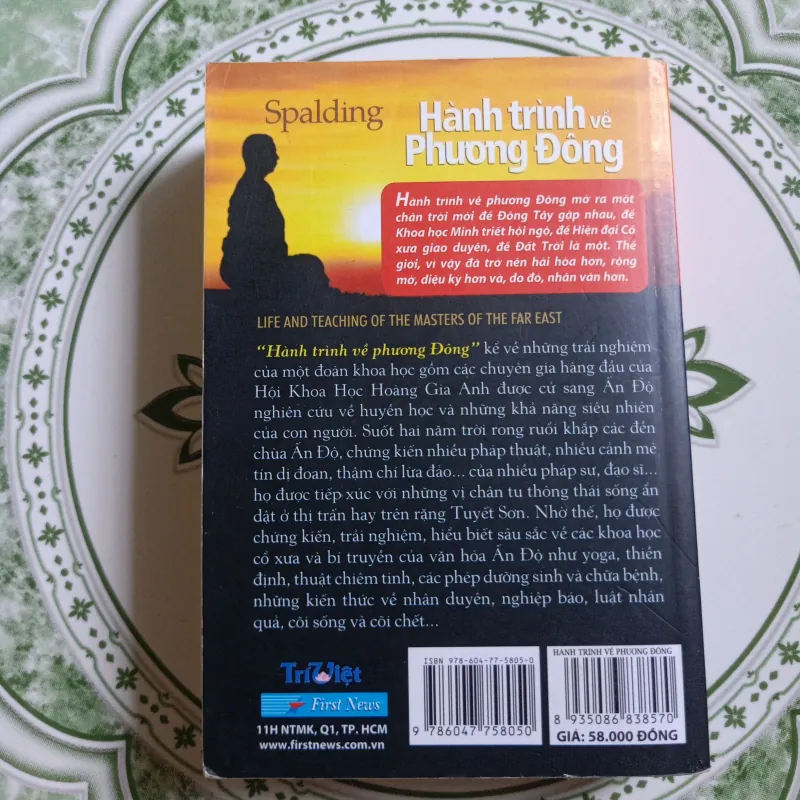 Spalding
Hành trình về
Phương Đông
Hành trình về phương Đông mở ra một
chân trời mới để Đông Tây gặp nhau, để
Khoa học Minh triết hội ngộ, để Hiện đại Cổ
xưa giao duyên, để Đất Trời là một. Thế
giới, vì vậy đã trở nên hài hòa hơn, rộng
mở, diệu kỳ hơn và, do đó, nhân văn hơn.
LIFE AND TEACHING OF THE MASTERS OF THE FAR EAST
“Hành trình về phương Đông” kể về những trải nghiệm
của một đoàn khoa học gồm các chuyên gia hàng đầu của
Hội Khoa Học Hoàng Gia Anh được cử sang Ấn Độ
nghiên cứu về huyền học và những khả năng siêu nhiên
của con người. Suốt hai năm trời rong ruổi khắp các đền
chùa Ấn Độ, chứng kiến nhiều pháp thuật, nhiều cảnh mê
tín dị đoan, thậm chí lừa đảo... của nhiều pháp sư, đạo sĩ...
họ được tiếp xúc với những vị chân tu thông thái sống ẩn
dật ở thị trấn hay trên rặng Tuyết Sơn. Nhờ thế, họ được
chứng kiến, trải nghiệm, hiểu biết sâu sắc về các khoa học
cổ xưa và bí truyền của văn hóa Ấn Độ như yoga, thiền
định, thuật chiêm tinh, các phép dưỡng sinh và chữa bệnh,
những kiến thức về nhân duyên, nghiệp báo, luật nhân
quả, cõi sống và cõi chết...
Trí Việt
First News
11H NTMK, Q1, TP. HCM
www.firstnews.com.vn
ISBN 978-604-77-5805-0
9 786047 758050
HÀNH TRÌNH VỀ PHƯƠNG ĐÔNG
8 935086 838570
GIÁ: 58.000 ĐỒNG